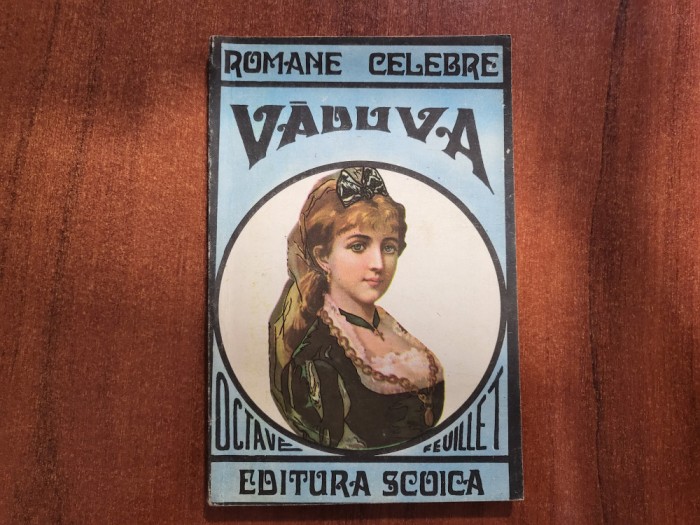 ROMANE CELEBRE
VĂDUVA
OCTAVE FEUILLET
EDITURA SCOICA